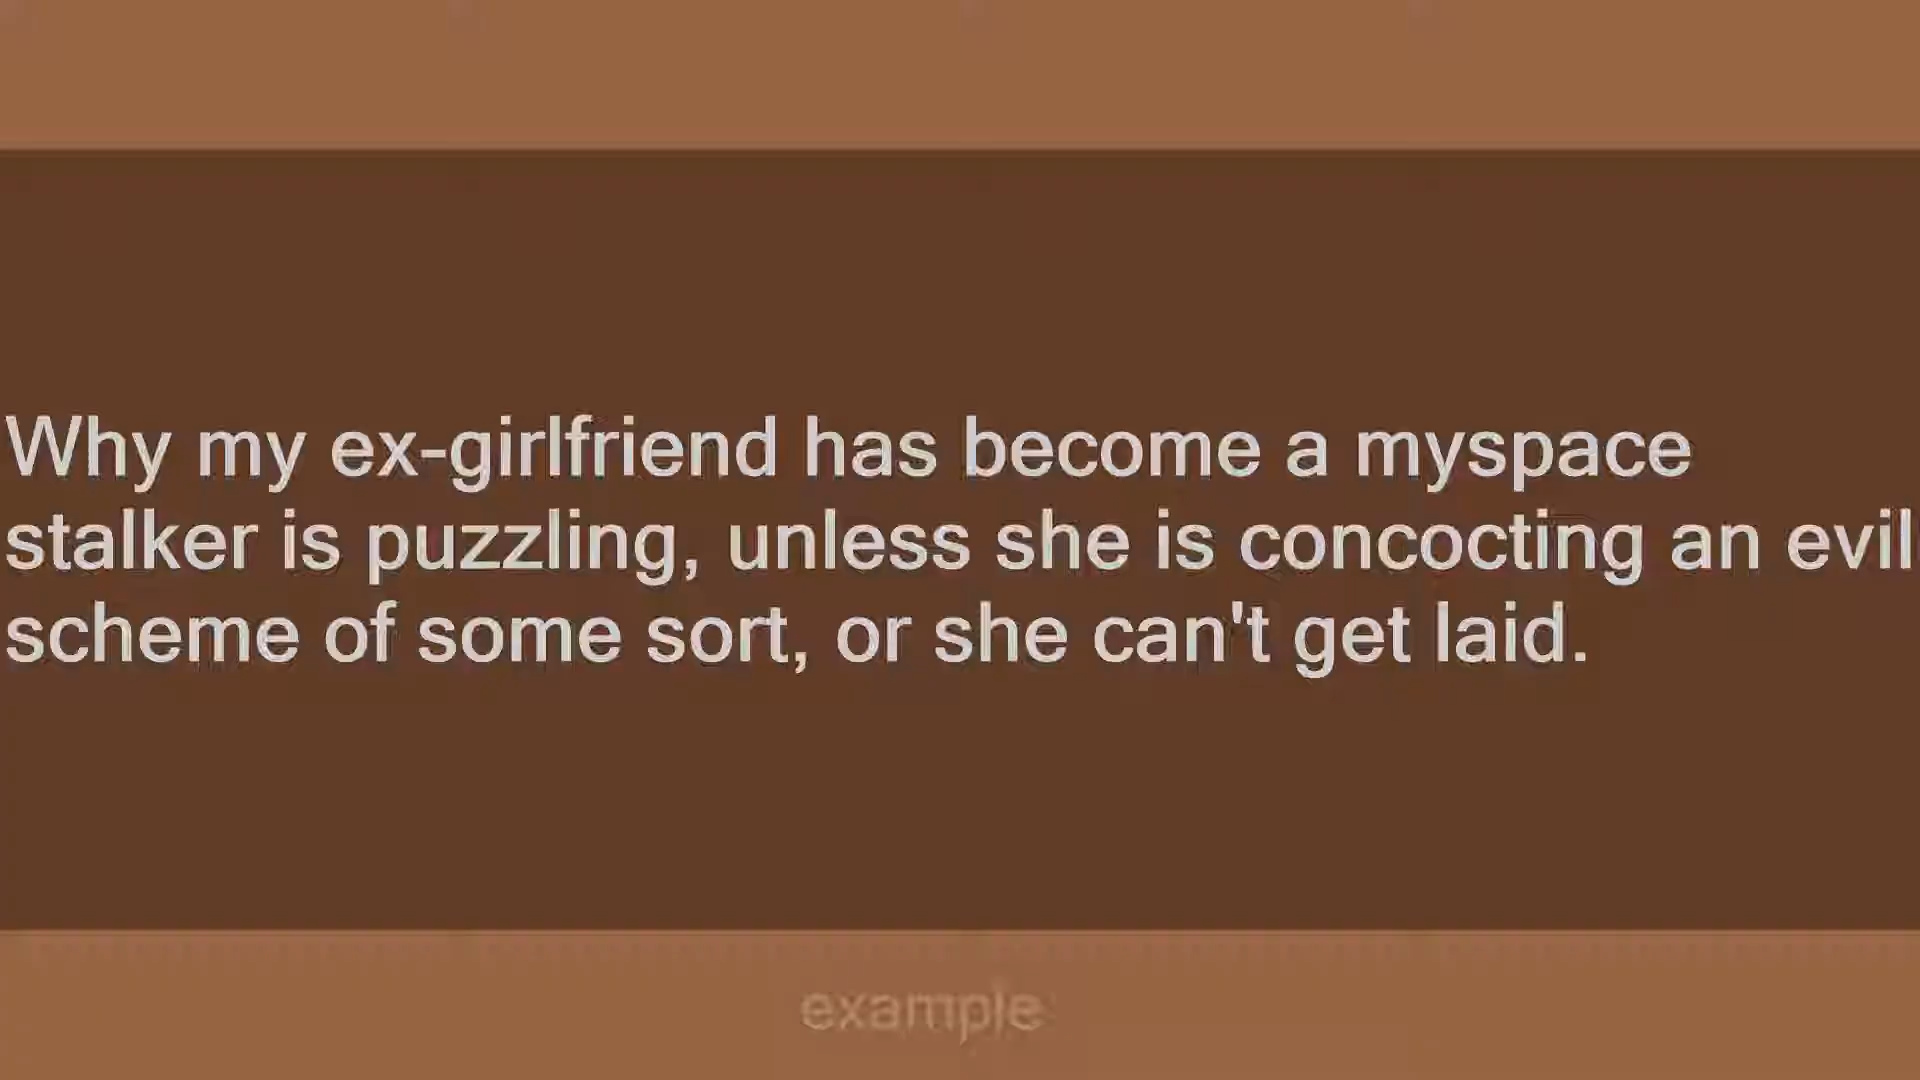 Why my ex-girlfriend has become a myspace
stalker is puzzling, unless she is concocting an evil
scheme of some sort, or she can't get laid.
example